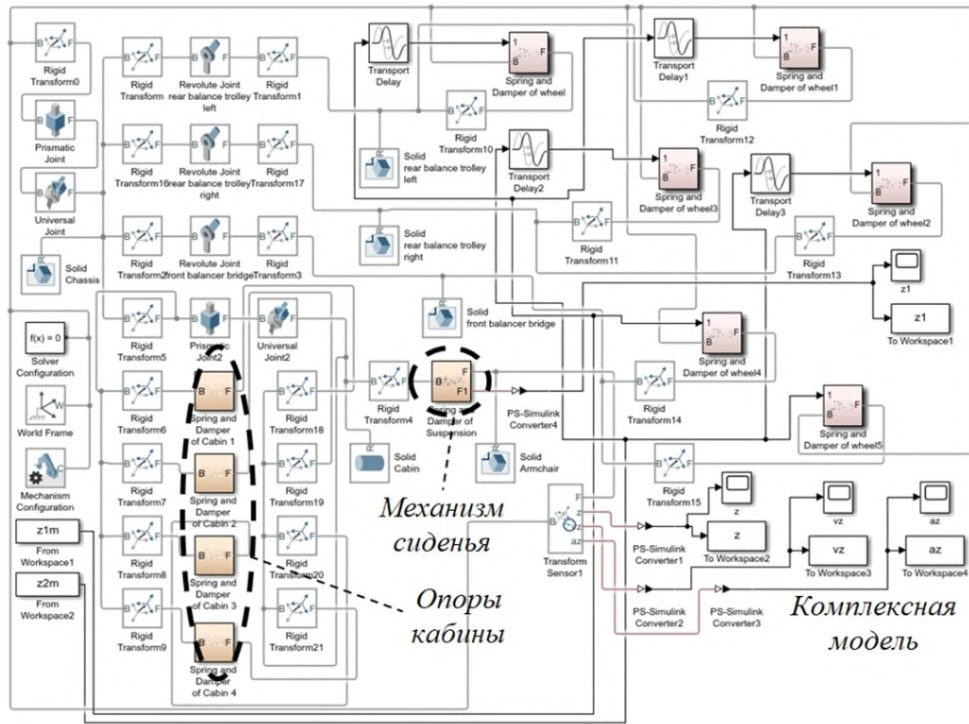 Rigid
Transform0
Prismatic
Joint
Universal
Joint
Solid
Chassis
f(x) = 0
Solver
Configuration
World Frame
Mechanism
Configuration
z1m
From
Workspace1
z2m
From
Workspace2
Rigid
Transform
Revolute Joint
rear balance trolley
left
Rigid
Transform1
Rigid
Transform16
Revolute Joint
rear balance trolley
right
Rigid
Transform17
Rigid
Transform2
Revolute Joint
front balancer bridge
Rigid
Transform3
Rigid
Transform5
Prismatic
Joint2
Universal
Joint2
Rigid
Transform6
Spring and
Damper
of Cabin 1
Rigid
Transform18
Rigid
Transform7
Spring and
Damper
of Cabin 2
Rigid
Transform19
Rigid
Transform8
Spring and
Damper
of Cabin 3
Rigid
Transform20
Rigid
Transform9
Spring and
Damper
of Cabin 4
Rigid
Transform21
Transport
Delay
Spring and
Damper of wheel
Rigid
Transform10
Solid
rear balance trolley
left
Solid
rear balance trolley
right
Transport
Delay2
Solid
front balancer bridge
Transport
Delay1
Spring and
Damper of wheel1
Rigid
Transform12
Spring and
Damper of wheel3
Transport
Delay3
Spring and
Damper of wheel2
Rigid
Transform11
Rigid
Transform13
z1
z1
To Workspace1
Spring and
Damper of wheel4
Rigid
Transform4
Spring and
Damper of
Suspension
PS-Simulink
Converter4
Rigid
Transform14
Spring and
Damper of wheel5
Solid
Cabin
Solid
Armchair
Rigid
Transform15
Механизм
сиденья
Transform
Sensor1
PS-Simulink
Converter1
z
z
To Workspace2
vz
vz
To Workspace3
az
az
To Workspace4
PS-Simulink
Converter2
PS-Simulink
Converter3
Опоры
кабины
Комплексная
модель